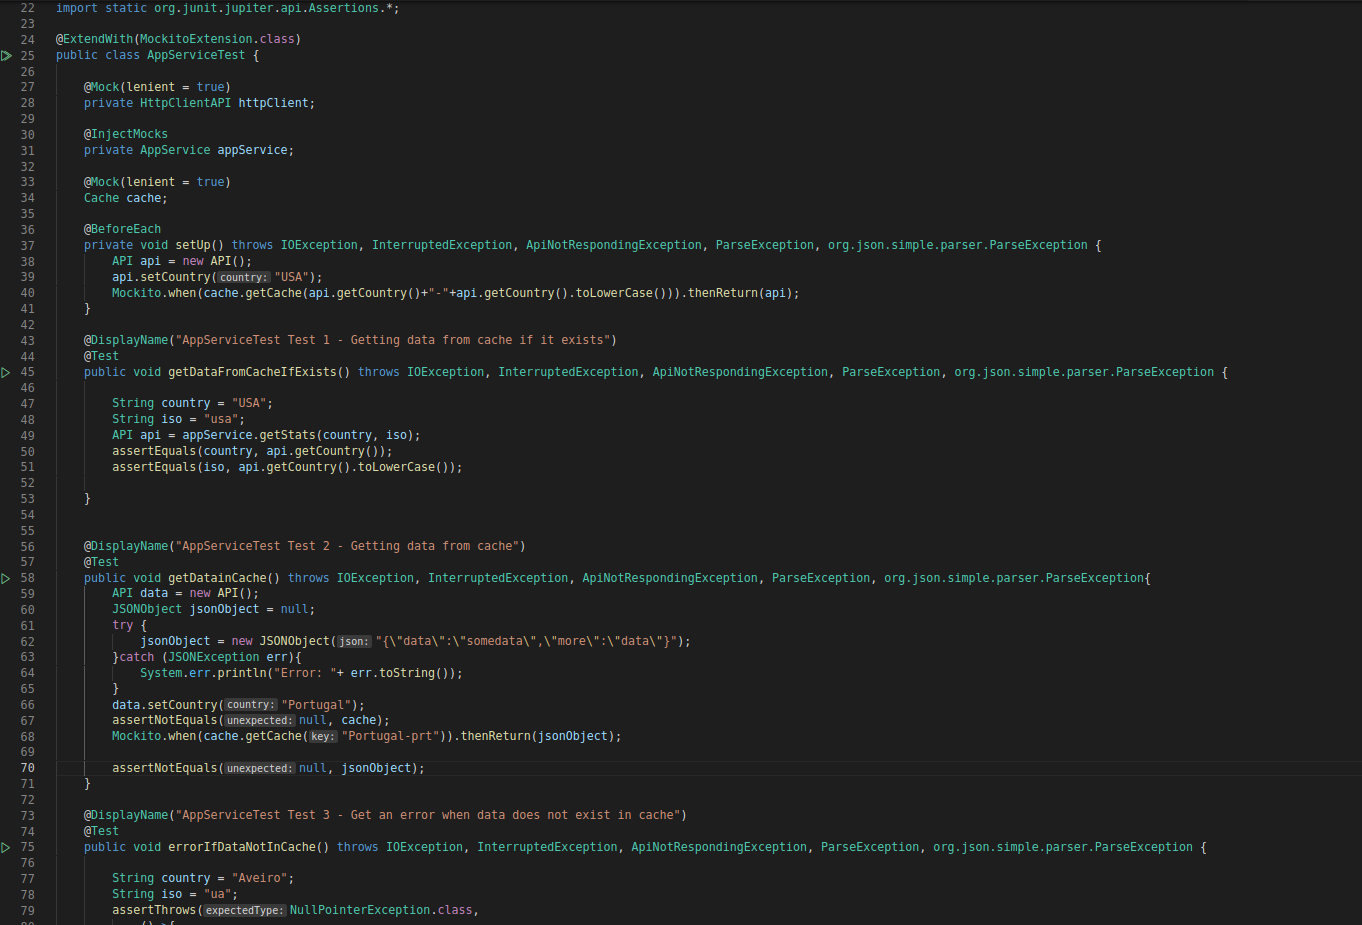 22 import static org.junit.jupiter.api.Assertions.*;
23
24 @ExtendWith(MockitoExtension.class)
25 public class AppServiceTest {
26
27 @Mock(lenient = true)
28 private HttpClientAPI httpClient;
29
30 @InjectMocks
31 private AppService appService;
32
33 @Mock(lenient = true)
34 Cache cache;
35
36 @BeforeEach
37 private void setUp() throws IOException, InterruptedException, ApiNotRespondingException, ParseException, org.json.simple.parser.ParseException {
38 API api = new API();
39 api.setCountry( country: "USA");
40 Mockito.when(cache.getCache(api.getCountry()+"-"+api.getCountry().toLowerCase())).thenReturn(api);
41 }
42
43 @DisplayName("AppServiceTest Test 1 - Getting data from cache if it exists")
44 @Test
45 public void getDataFromCacheIfExists() throws IOException, InterruptedException, ApiNotRespondingException, ParseException, org.json.simple.parser.ParseException {
46
47 String country = "USA";
48 String iso = "usa";
49 API api = appService.getStats(country, iso);
50 assertEquals(country, api.getCountry());
51 assertEquals(iso, api.getCountry().toLowerCase());
52
53 }
54
55
56 @DisplayName("AppServiceTest Test 2 - Getting data from cache")
57 @Test
58 public void getDatainCache() throws IOException, InterruptedException, ApiNotRespondingException, ParseException, org.json.simple.parser.ParseException{
59 API data = new API();
60 JSONObject jsonObject = null;
61 try {
62 jsonObject = new JSONObject( json: "{\"data\":\"somedata\",\"more\":\"data\"}");
63 }catch (JSONException err){
64 System.err.println("Error: "+ err.toString());
65 }
66 data.setCountry( country: "Portugal");
67 assertNotEquals( unexpected: null, cache);
68 Mockito.when(cache.getCache( key: "Portugal-prt")).thenReturn(jsonObject);
69
70 assertNotEquals( unexpected: null, jsonObject);
71 }
72
73 @DisplayName("AppServiceTest Test 3 - Get an error when data does not exist in cache")
74 @Test
75 public void errorIfDataNotInCache() throws IOException, InterruptedException, ApiNotRespondingException, ParseException, org.json.simple.parser.ParseException {
76
77 String country = "Aveiro";
78 String iso = "ua";
79 assertThrows( expectedType: NullPointerException.class,